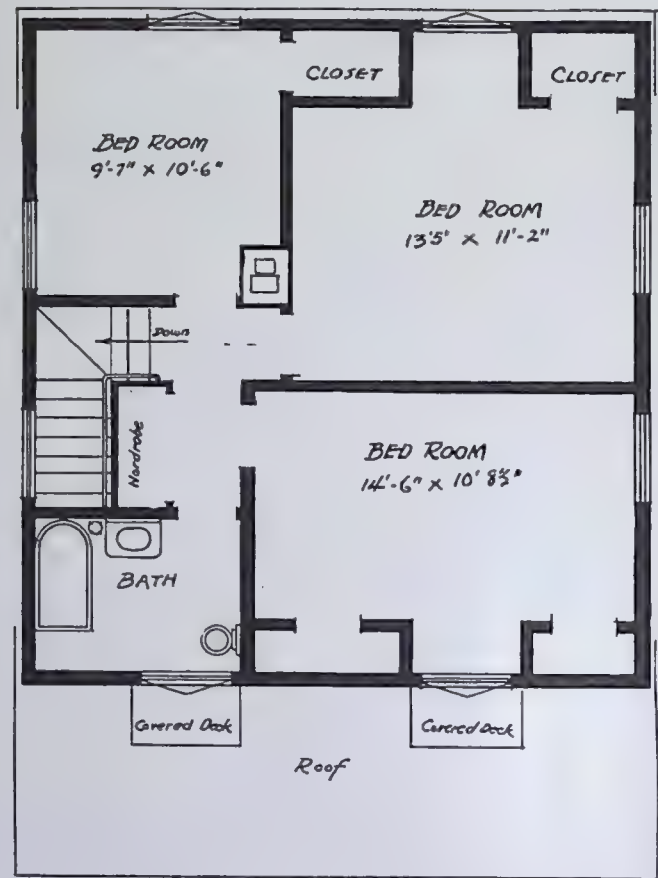 CLOSET
CLOSET
BED ROOM
9'-7" x 10'-6"
BED ROOM
13'5' x 11'-2"
Down
Wardrobe
BED ROOM
14'-6" x 10' 8½"
BATH
Covered Deck
Covered Deck
Roof